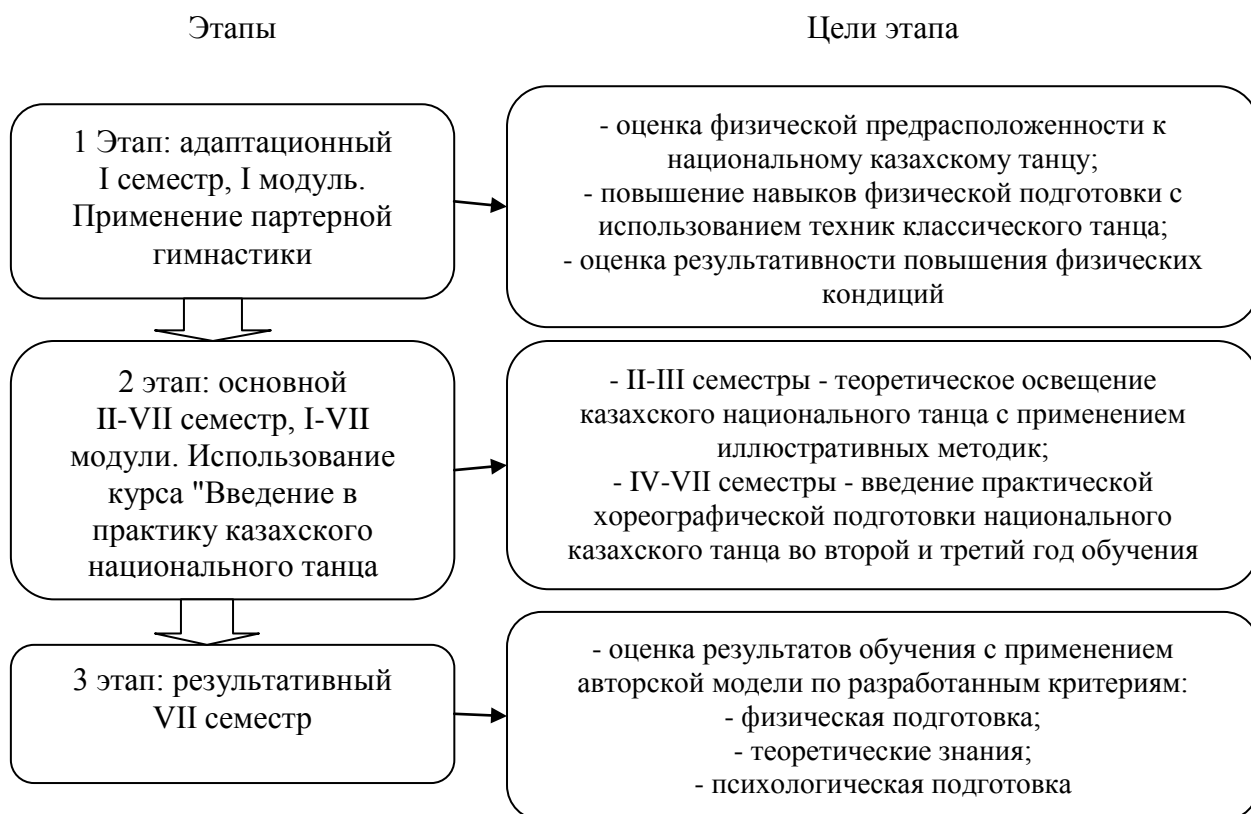 Этапы
Цели этапа
1 Этап: адаптационный
I семестр, I модуль.
Применение партерной
гимнастики
- оценка физической предрасположенности к
национальному казахскому танцу;
- повышение навыков физической подготовки с
использованием техник классического танца;
- оценка результативности повышения физических
кондиций
2 этап: основной
II-VII семестр, I-VII
модули. Использование
курса "Введение в
практику казахского
национального танца
- II-III семестры - теоретическое освещение
казахского национального танца с применением
иллюстративных методик;
- IV-VII семестры - введение практической
хореографической подготовки национального
казахского танца во второй и третий год обучения
3 этап: результативный
VII семестр
- оценка результатов обучения с применением
авторской модели по разработанным критериям:
- физическая подготовка;
- теоретические знания;
- психологическая подготовка